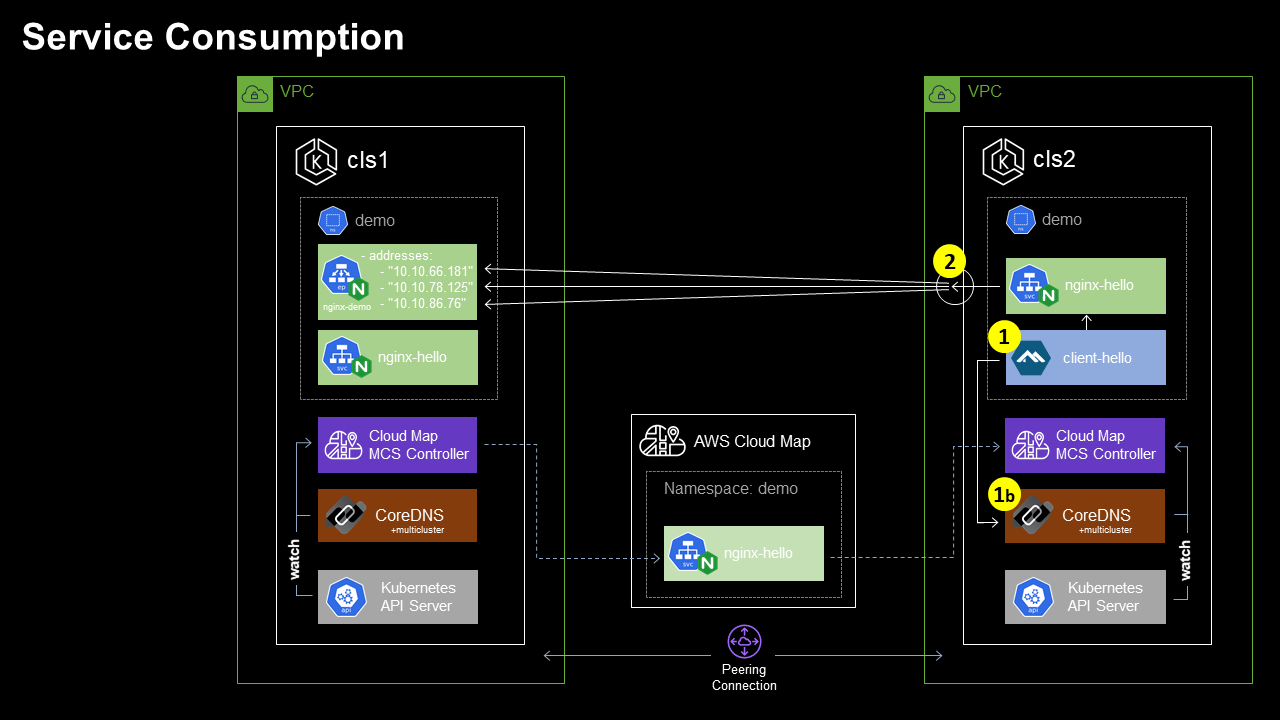 Service Consumption
VPC
cls1
demo
ns
- addresses:
- "10.10.66.181"
- "10.10.78.125"
- "10.10.86.76"
ep
nginx-demo
svc
nginx-hello
Cloud Map
MCS Controller
CoreDNS
+multicluster
watch
Kubernetes
API Server
api
AWS Cloud Map
Namespace: demo
svc
nginx-hello
Peering
Connection
VPC
cls2
demo
ns
2
svc
nginx-hello
1
client-hello
Cloud Map
MCS Controller
1b
CoreDNS
+multicluster
watch
Kubernetes
API Server
api